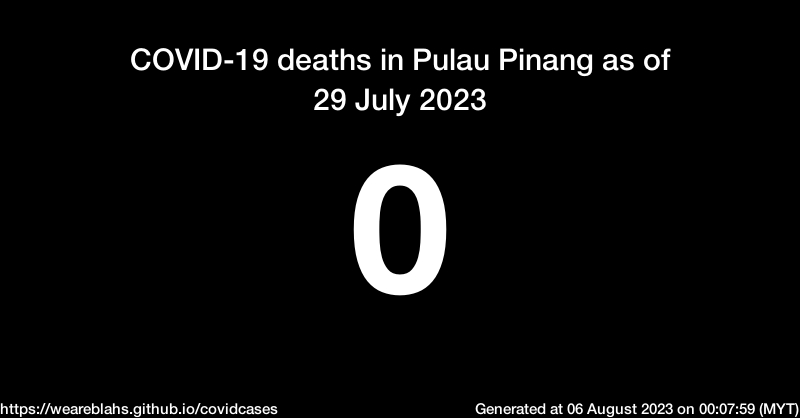 COVID-19 deaths in Pulau Pinang as of
29 July 2023
0
https://weareblahs.github.io/covidcases
Generated at 06 August 2023 on 00:07:59 (MYT)